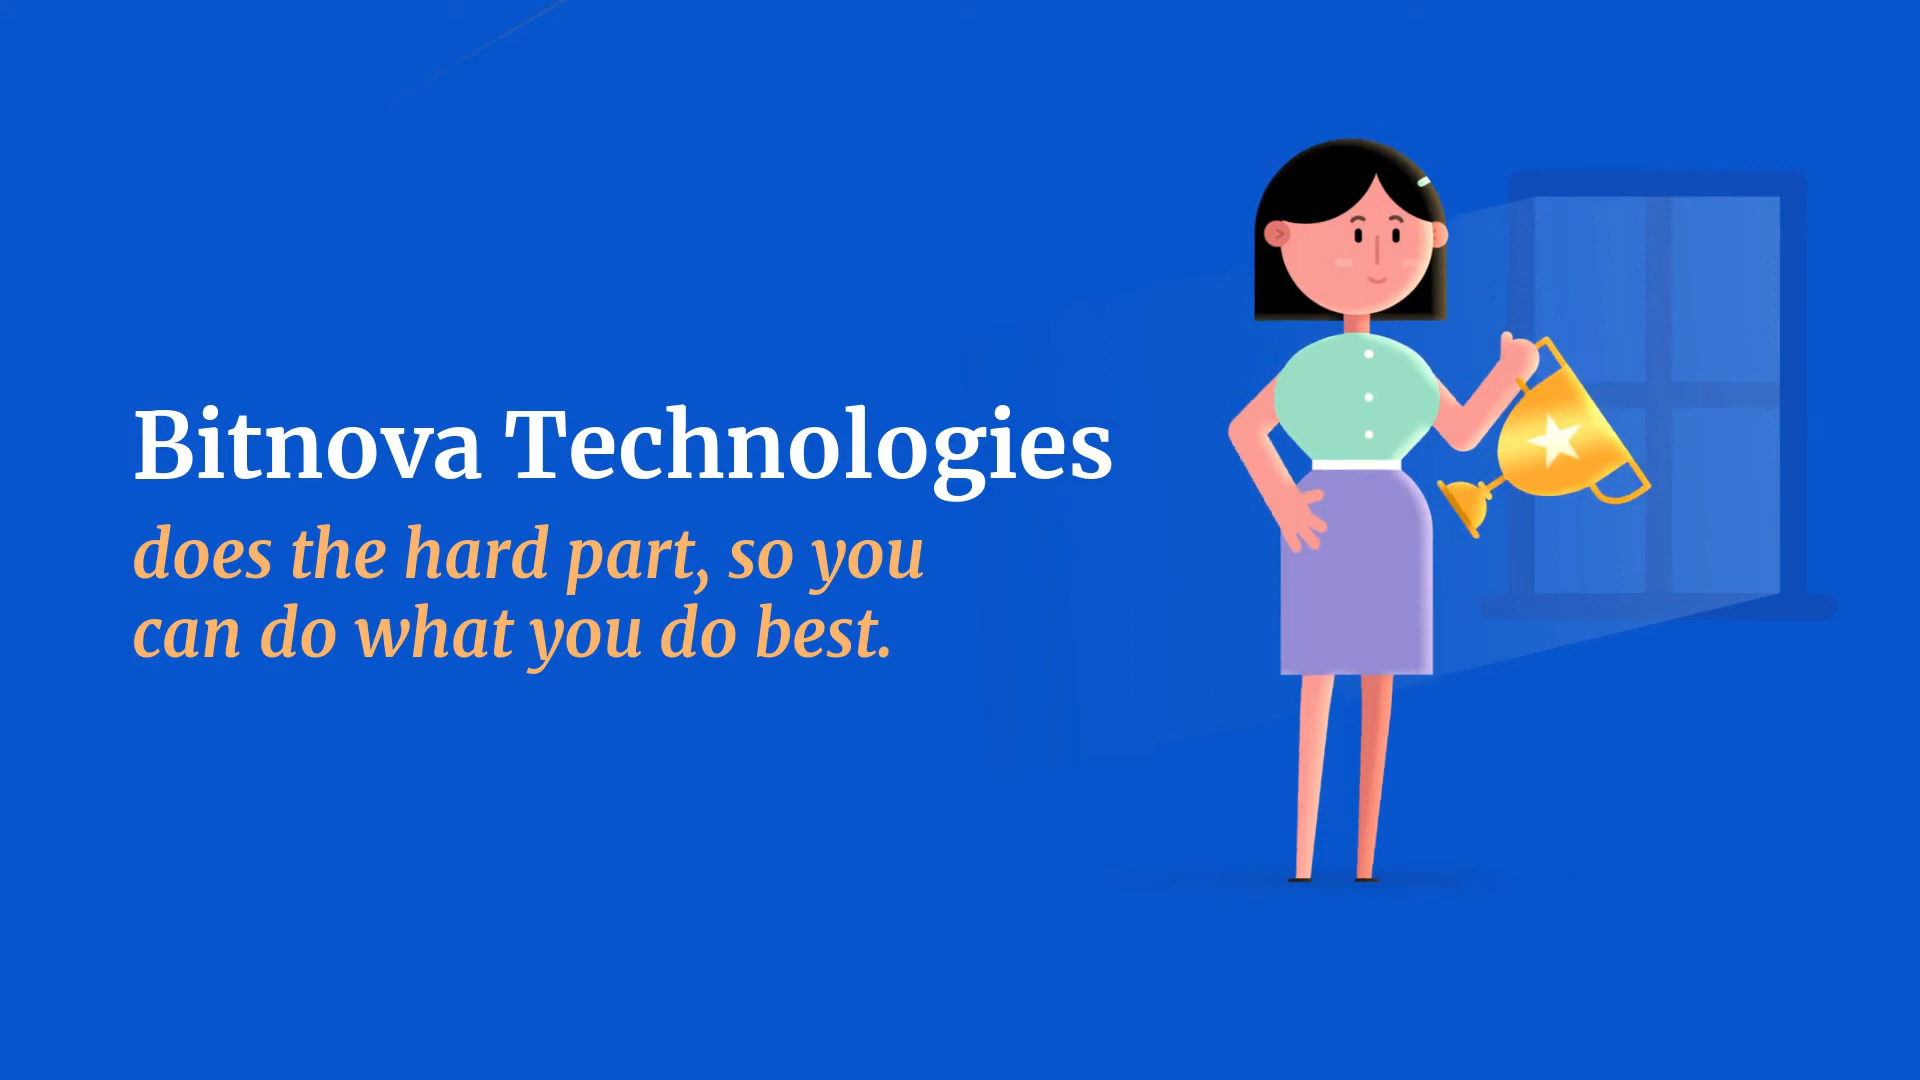 Bitnova Technologies
does the hard part, so you
can do what you do best.